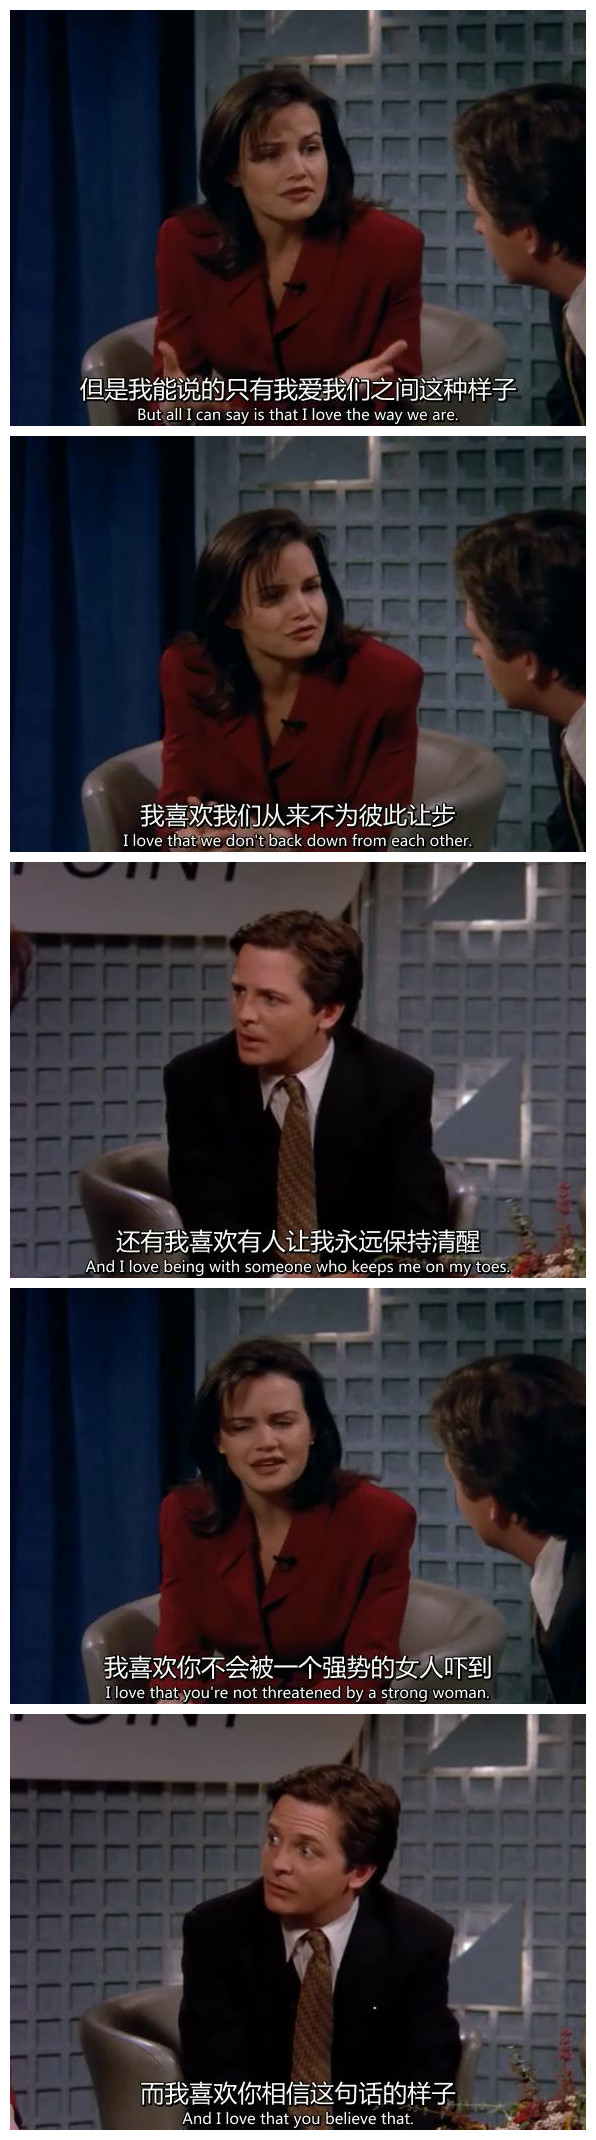 但是我能说的只有我爱我们之间这种样子
But all I can say is that I love the way we are.
我喜欢我们从来不为彼此让步
I love that we don't back down from each other.
POINT
还有我喜欢有人让我永远保持清醒
And I love being with someone who keeps me on my toes.
我喜欢你不会被一个强势的女人吓到
I love that you're not threatened by a strong woman.
POINT
而我喜欢你相信这句话的样子
And I love that you believe that.